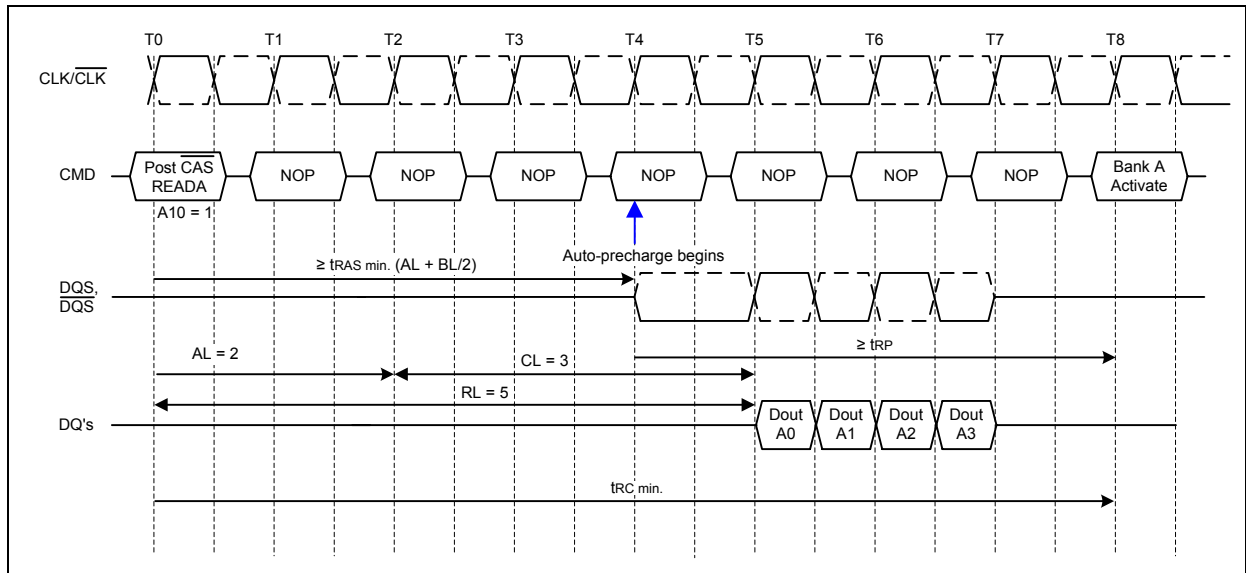 T0 T1 T2 T3 T4 T5 T6 T7 T8
CLK/CLK
CMD
Post CAS
READA
NOP NOP NOP NOP NOP NOP NOP
Bank A
Activate
A10 = 1
Auto-precharge begins
≥ tRAS min. (AL + BL/2)
DQS,
DQS
≥ tRP
AL = 2
CL = 3
RL = 5
DQ's
Dout
A0
Dout
A1
Dout
A2
Dout
A3
tRC min.